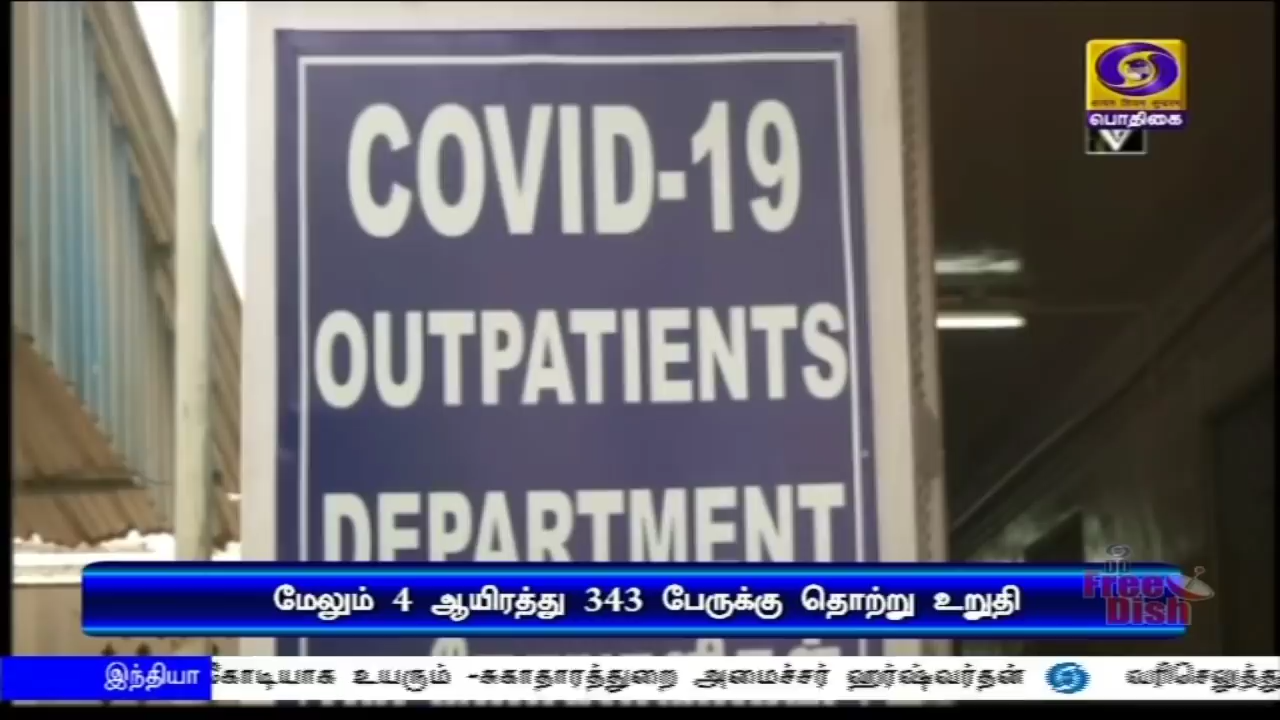 COVID-19
OUTPATIENTS
DEPARTMENT
பொதிகை
மேலும் 4 ஆயிரத்து 343 பேருக்கு தொற்று உறுதி
Free
Dish
இந்தியா கோடியாக உயரும் -சுகாதாரத்துறை அமைச்சர் ஹர்ஷ்வர்தன் வரிசெலுத்து